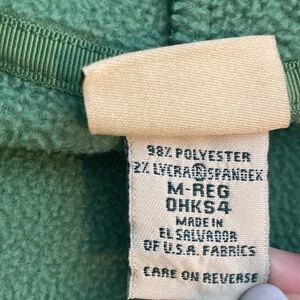 98% POLYESTER
2% LYCRA® SPANDEX
M-REG
OHKS4
MADE IN
EL SALVADOR
OF U.S.A. FABRICS
CARE ON REVERSE